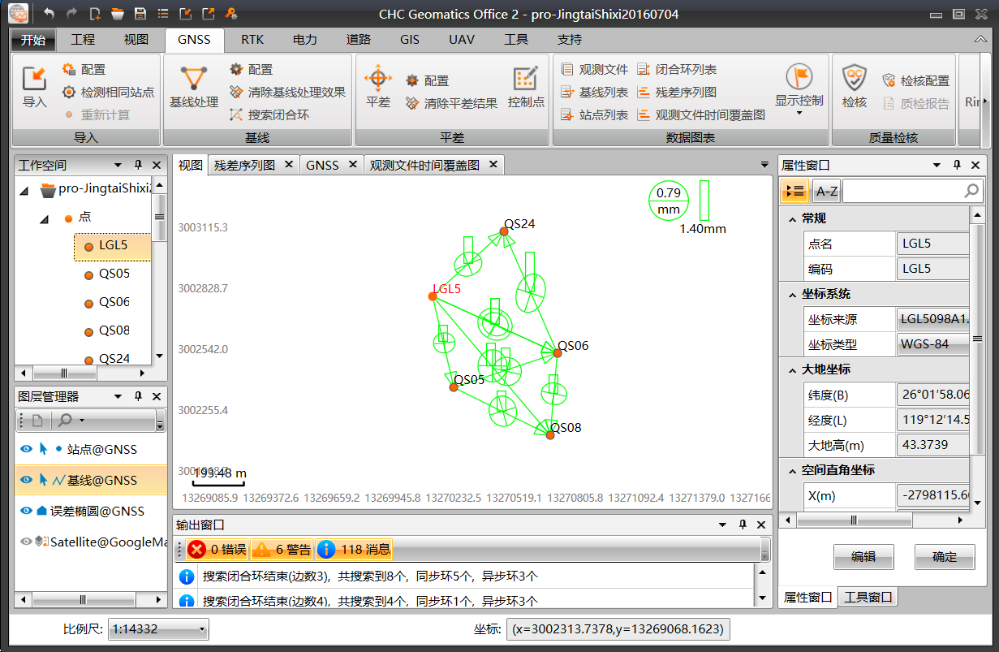 CHC Geomatics Office 2 - pro-JingtaiShixi20160704
开始 工程 视图 GNSS RTK 电力 道路 GIS UAV 工具 支持
导入
配置
检测相同站点
重新计算
导入
基线处理
配置
清除基线处理效果
搜索闭合环
基线
平差
配置
清除平差结果
控制点
平差
观测文件 闭合环列表
基线列表 残差序列图
站点列表 观测文件时间覆盖图
显示控制
数据图表
QC
检核
检核配置
质检报告
质量检核
Rin
工作空间
pro-JingtaiShixi
点
LGL5
QS05
QS06
QS08
QS24
图层管理器
站点@GNSS
基线@GNSS
误差椭圆@GNSS
Satellite@GoogleMa
视图 残差序列图 GNSS 观测文件时间覆盖图
0.79
mm
1.40mm
3003115.3
3002828.7
3002542.0
3002255.4
QS24
LGL5
QS06
QS05
QS08
193.48 m
13269085.9 13269372.6 13269659.2 13269945.8 13270232.5 13270519.1 13270805.8 13271092.4 13271379.0 1327166
输出窗口
0 错误 6 警告 118 消息
搜索闭合环结束(边数3)，共搜索到8个，同步环5个，异步环3个
搜索闭合环结束(边数4)，共搜索到4个，同步环1个，异步环3个
属性窗口
A-Z
常规
点名 LGL5
编码 LGL5
坐标系统
坐标来源 LGL5098A1.
坐标类型 WGS-84
大地坐标
纬度(B) 26°01'58.06
经度(L) 119°12'14.5
大地高(m) 43.3739
空间直角坐标
X(m) -2798115.60
编辑 确定
属性窗口 工具窗口
比例尺: 1:14332
坐标: (x=3002313.7378,y=13269068.1623)